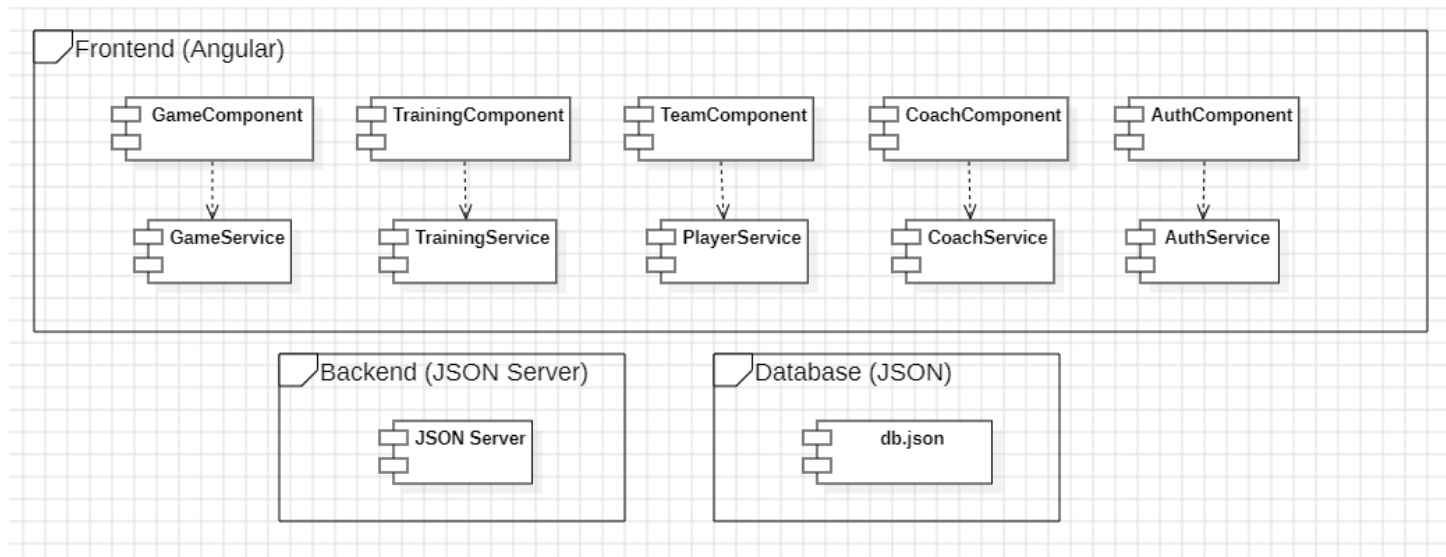 Frontend (Angular)
GameComponent
TrainingComponent
TeamComponent
CoachComponent
AuthComponent
GameService
TrainingService
PlayerService
CoachService
AuthService
Backend (JSON Server)
Database (JSON)
JSON Server
db.json